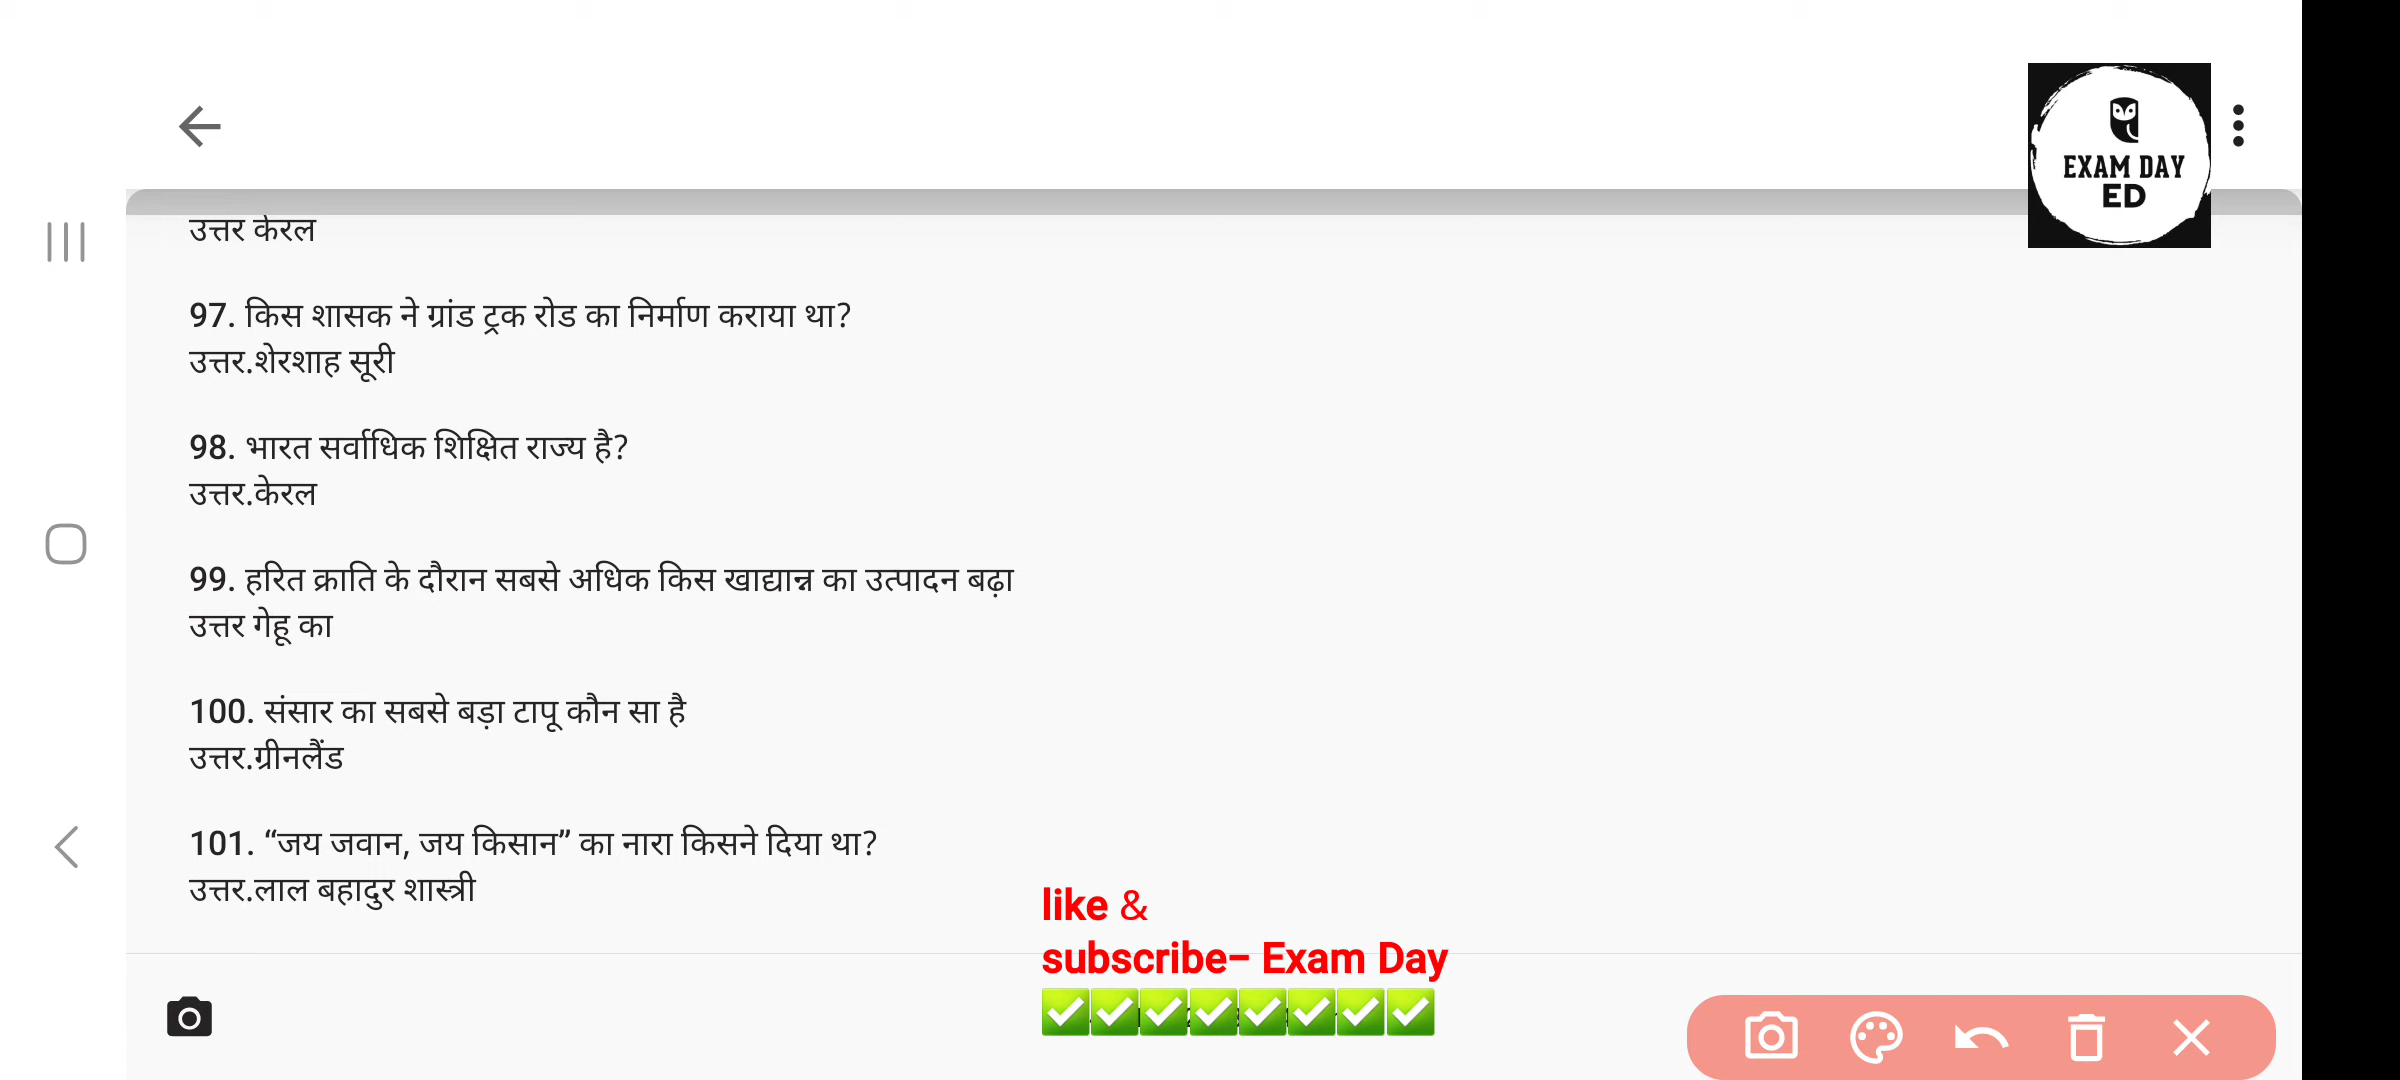 EXAM DAY
ED
उत्तर केरल
97. किस शासक ने ग्रांड ट्रक रोड का निर्माण कराया था?
उत्तर.शेरशाह सूरी
98. भारत सर्वाधिक शिक्षित राज्य है?
उत्तर.केरल
99. हरित क्राति के दौरान सबसे अधिक किस खाद्यान्न का उत्पादन बढ़ा
उत्तर गेहू का
100. संसार का सबसे बड़ा टापू कौन सा है
उत्तर.ग्रीनलैंड
101. “जय जवान, जय किसान” का नारा किसने दिया था?
उत्तर.लाल बहादुर शास्त्री
like &
subscribe– Exam Day